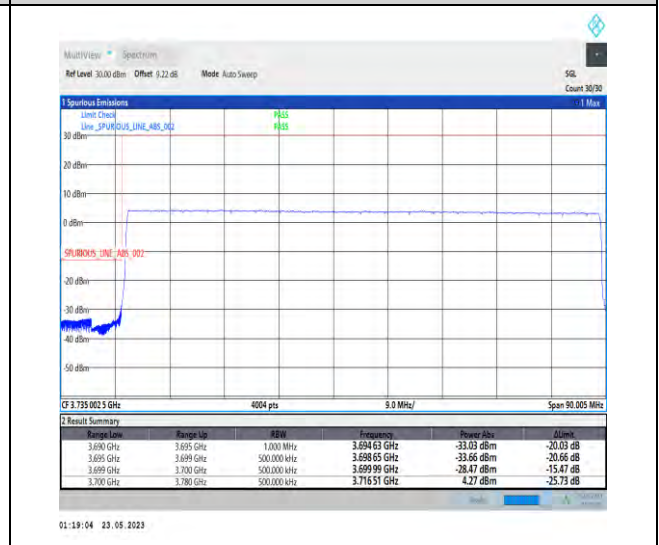 MultiView Spectrum
Ref Level 30.00 dBm Offset 9.22 dB Mode Auto Sweep SGL
Count 30/30
1 Spurious Emissions 1 Max
Limit Check PASS
Line _SPURIOUS_LINE_ABS_002 PASS
30 dBm
20 dBm
10 dBm
0 dBm
SPURIOUS_LINE_ABS_002
-20 dBm
-30 dBm
-40 dBm
-50 dBm
CF 3.735 002 5 GHz 4004 pts 9.0 MHz/ Span 90.005 MHz
2 Result Summary
Range Low Range Up RBW Frequency Power Abs ΔLimit
3.690 GHz 3.695 GHz 1.000 MHz 3.694 63 GHz -33.03 dBm -20.03 dB
3.695 GHz 3.699 GHz 500.000 kHz 3.698 65 GHz -33.66 dBm -20.66 dB
3.699 GHz 3.700 GHz 500.000 kHz 3.699 99 GHz -28.47 dBm -15.47 dB
3.700 GHz 3.780 GHz 500.000 kHz 3.716 51 GHz 4.27 dBm -25.73 dB
01:19:04 23.05.2023